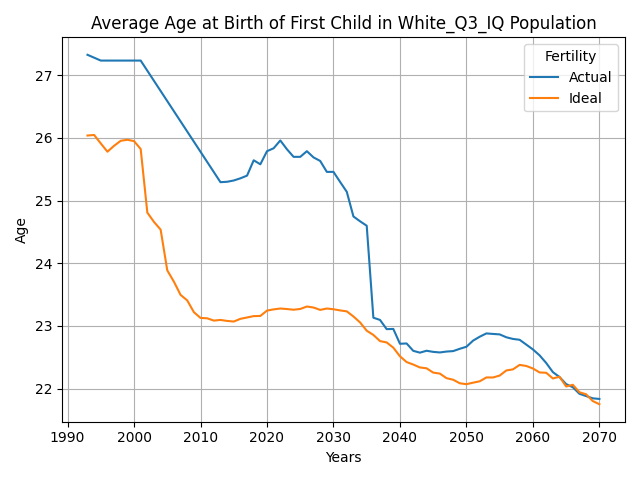 Average Age at Birth of First Child in White_Q3_IQ Population
Fertility
Actual
Ideal
Age
27
26
25
24
23
22
1990 2000 2010 2020 2030 2040 2050 2060 2070
Years